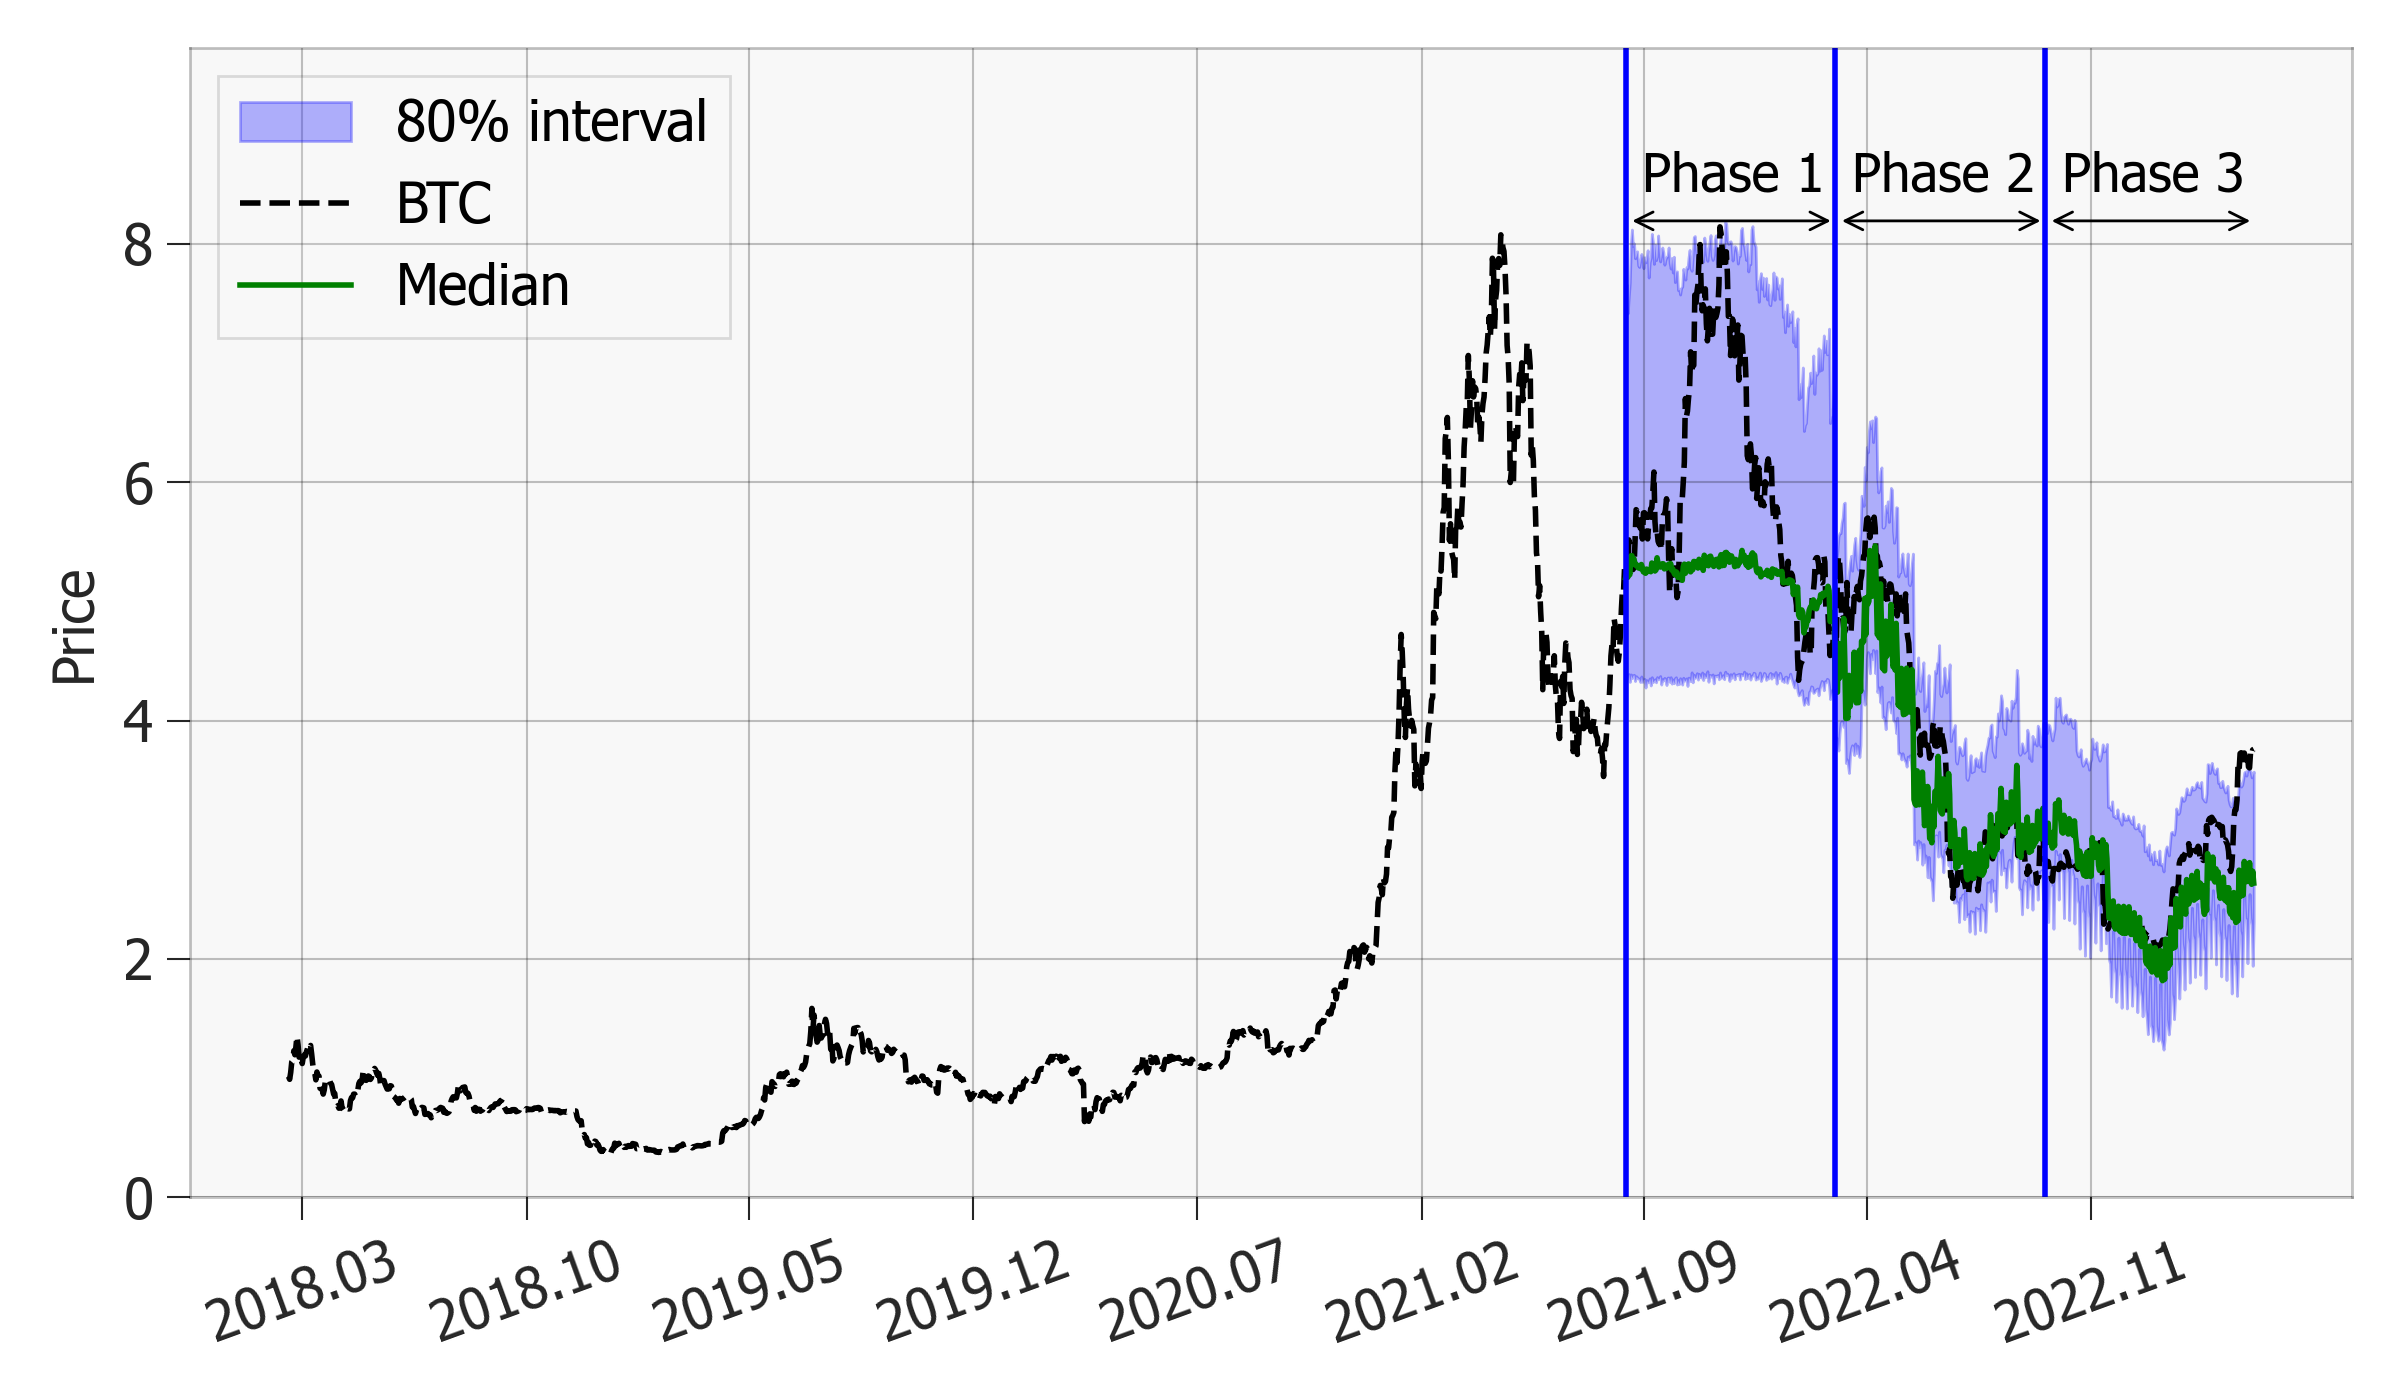 80% interval
BTC
Median
Phase 1
Phase 2
Phase 3
Price
8
6
4
2
0
2018.03
2018.10
2019.05
2019.12
2020.07
2021.02
2021.09
2022.04
2022.11